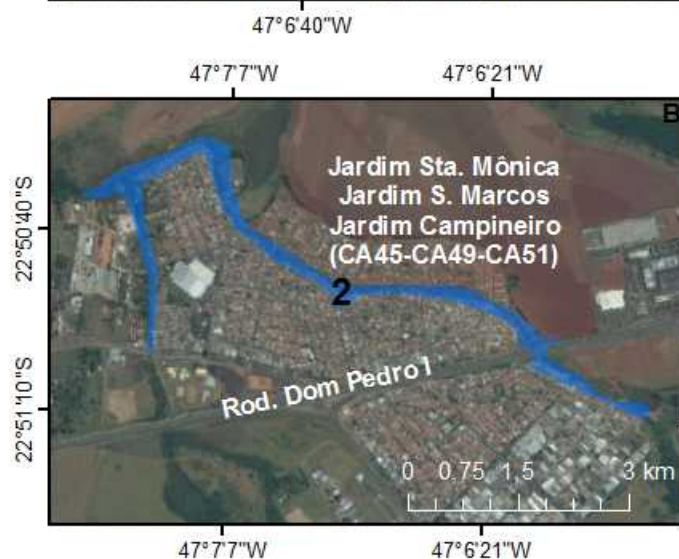 47°6'40"W
47°7'7"W 47°6'21"W
B
Jardim Sta. Mônica
Jardim S. Marcos
Jardim Campineiro
(CA45-CA49-CA51)
22°50'40"S
2
22°51'10"S
Rod. Dom Pedro I
0 0.75 1,5 3 km
47°7'7"W 47°6'21"W